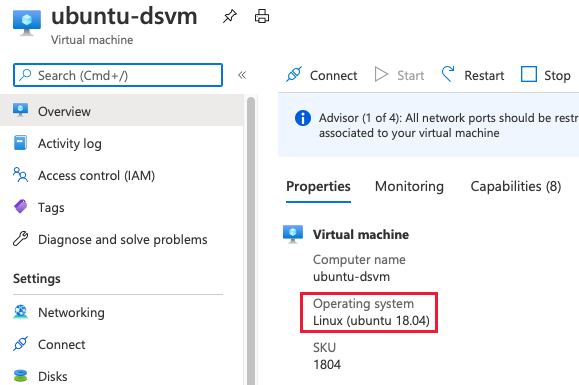 ubuntu-dsvm
Virtual machine
Search (Cmd+/)
«
Overview
Activity log
Access control (IAM)
Tags
Diagnose and solve problems
Settings
Networking
Connect
Disks
Connect
Start
Restart
Stop
Advisor (1 of 4): All network ports should be restr
associated to your virtual machine
Properties
Monitoring
Capabilities (8)
Virtual machine
Computer name
ubuntu-dsvm
Operating system
Linux (ubuntu 18.04)
SKU
1804